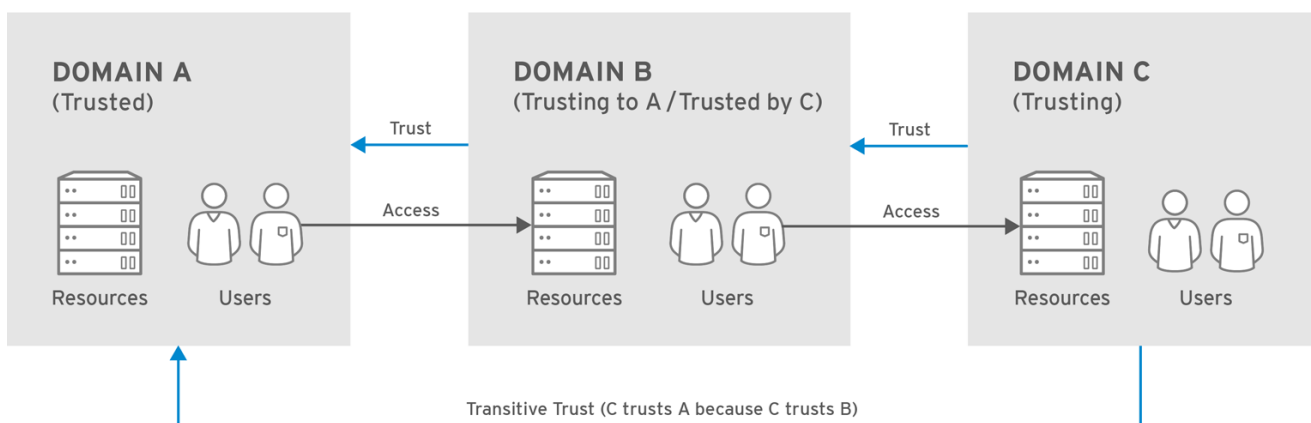 DOMAIN A
(Trusted)
DOMAIN B
(Trusting to A / Trusted by C)
DOMAIN C
(Trusting)
Trust
Trust
Access
Access
Resources
Users
Resources
Users
Resources
Users
Transitive Trust (C trusts A because C trusts B)